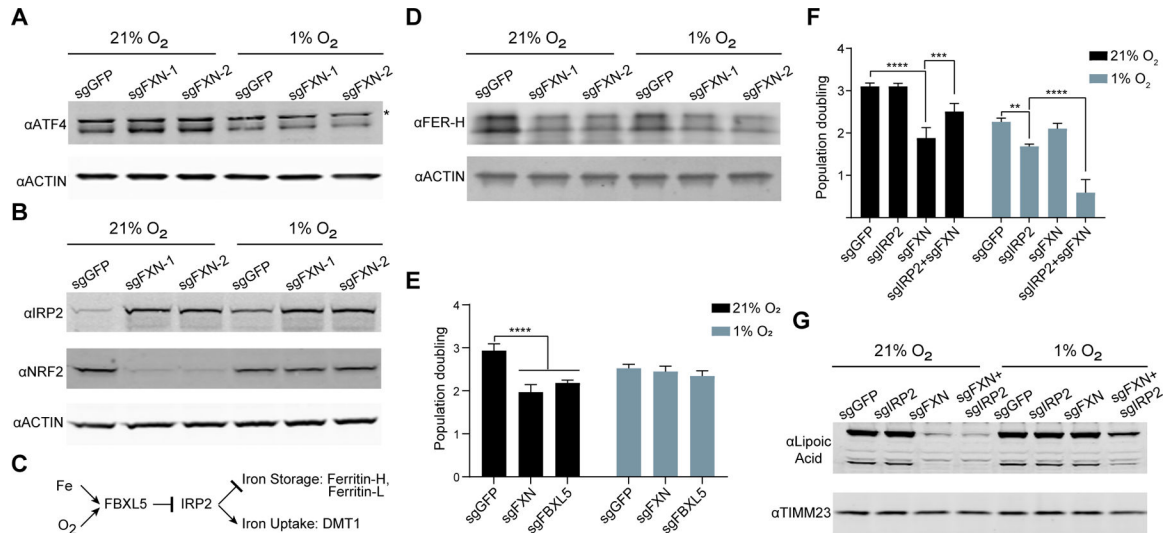 A
21% O₂
1% O₂
sgGFP
sgFXN-1
sgFXN-2
sgGFP
sgFXN-1
sgFXN-2
αATF4
*
αACTIN
B
21% O₂
1% O₂
sgGFP
sgFXN-1
sgFXN-2
sgGFP
sgFXN-1
sgFXN-2
αIRP2
αNRF2
αACTIN
C
Fe
O₂
FBXL5
IRP2
Iron Storage: Ferritin-H,
Ferritin-L
Iron Uptake: DMT1
D
21% O₂
1% O₂
sgGFP
sgFXN-1
sgFXN-2
sgGFP
sgFXN-1
sgFXN-2
αFER-H
αACTIN
E
Population doubling
4
3
2
1
0
****
21% O₂
1% O₂
sgGFP
sgFXN
sgFBXL5
sgGFP
sgFXN
sgFBXL5
F
Population doubling
4
3
2
1
0
****
***
**
****
21% O₂
1% O₂
sgGFP
sgIRP2
sgFXN
sgIRP2+sgFXN
sgGFP
sgIRP2
sgFXN
sgIRP2+sgFXN
G
21% O₂
1% O₂
sgGFP
sgIRP2
sgFXN
sgFXN+
sgIRP2
sgGFP
sgIRP2
sgFXN
sgFXN+
sgIRP2
αLipoic
Acid
αTIMM23